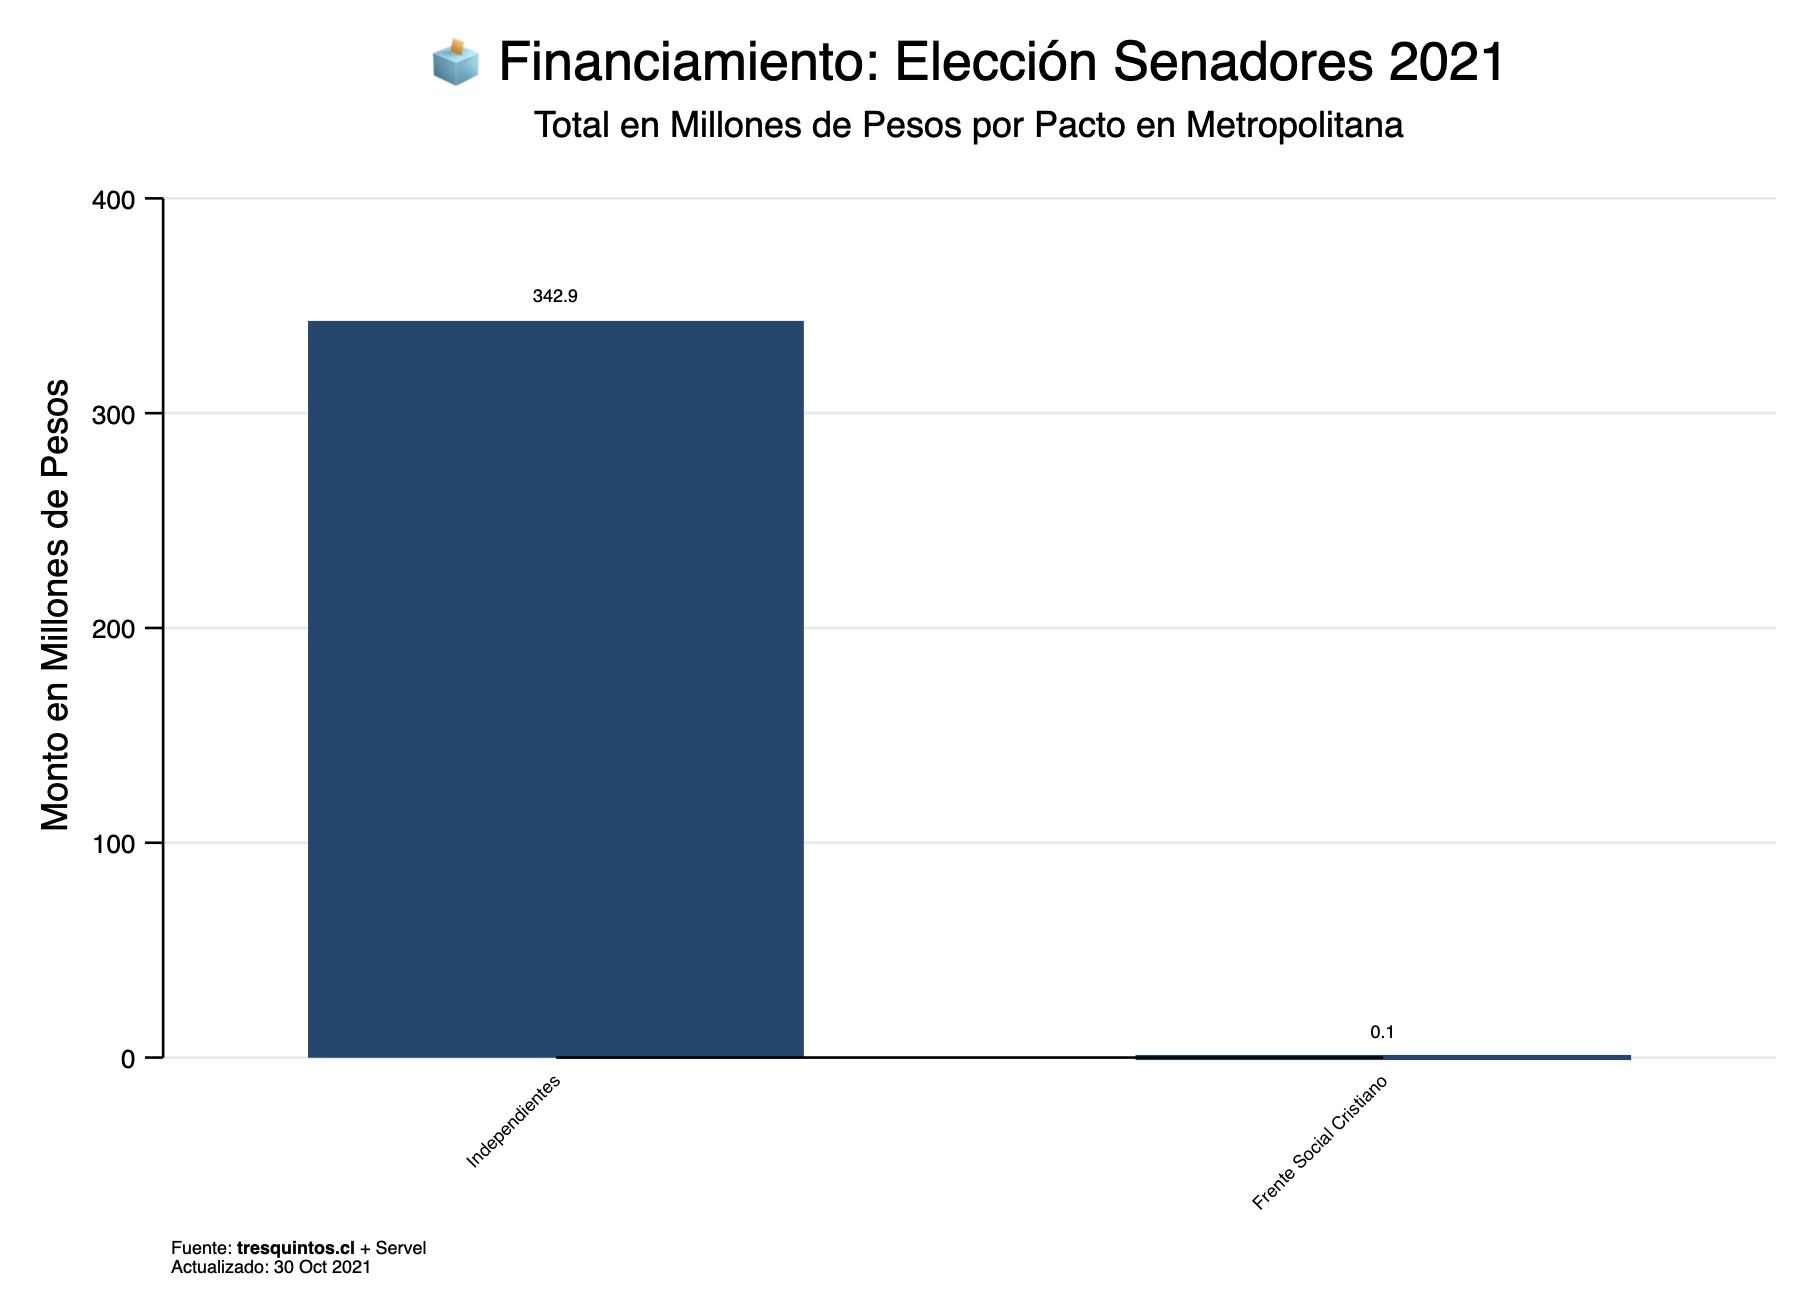 Financiamiento: Elección Senadores 2021
Total en Millones de Pesos por Pacto en Metropolitana
Monto en Millones de Pesos
400
300
200
100
0
342.9
0.1
Independientes
Frente Social Cristiano
Fuente: tresquintos.cl + Servel
Actualizado: 30 Oct 2021